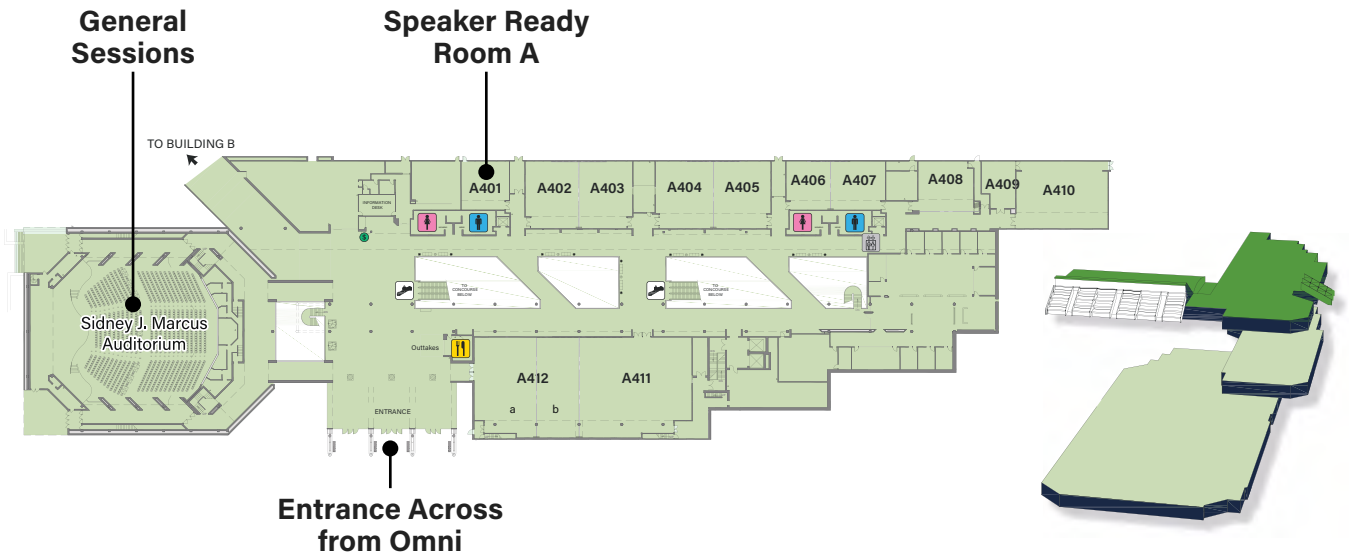 General
Sessions
Speaker Ready
Room A
TO BUILDING B
A401
A402
A403
A404
A405
A406
A407
A408
A409
A410
INFORMATION
DESK
$
TO
CONCOURSE
BELOW
TO
CONCOURSE
BELOW
Sidney J. Marcus
Auditorium
Outtakes
A412
A411
a
b
ENTRANCE
Entrance Across
from Omni